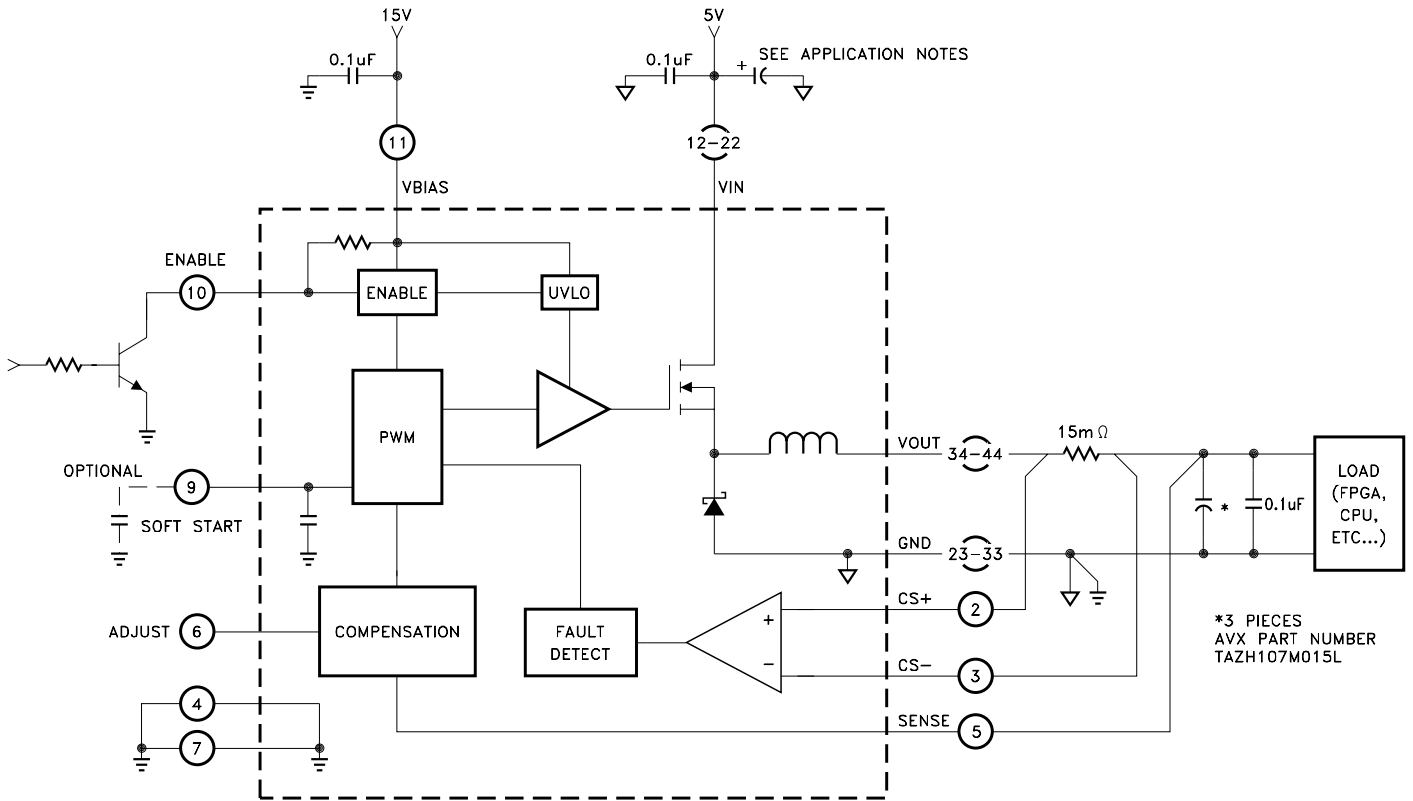 15V
5V
0.1uF
0.1uF
+
SEE APPLICATION NOTES
11
12-22
VBIAS
VIN
ENABLE
10
ENABLE
UVLO
PWM
VOUT
34-44
15mΩ
OPTIONAL
9
SOFT START
LOAD
(FPGA,
CPU,
ETC...)
*
0.1uF
GND
23-33
CS+
2
ADJUST
6
COMPENSATION
FAULT
DETECT
+
-
CS-
3
*3 PIECES
AVX PART NUMBER
TAZH107M015L
4
7
SENSE
5